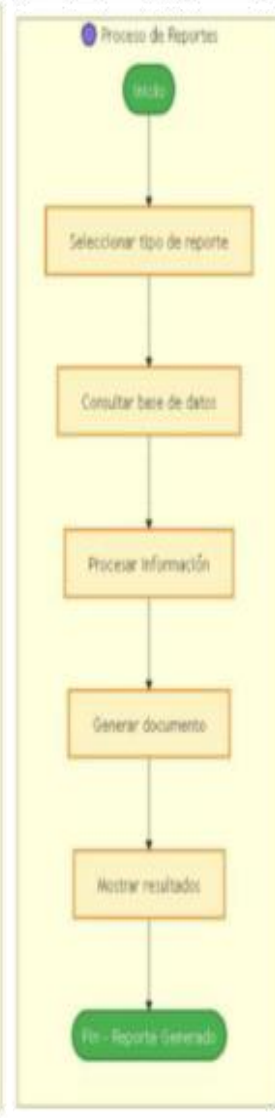 Proceso de Reportes
Inicio
Seleccionar tipo de reporte
Consultar base de datos
Procesar Información
Generar documento
Mostrar resultados
Fin - Reporte Generado